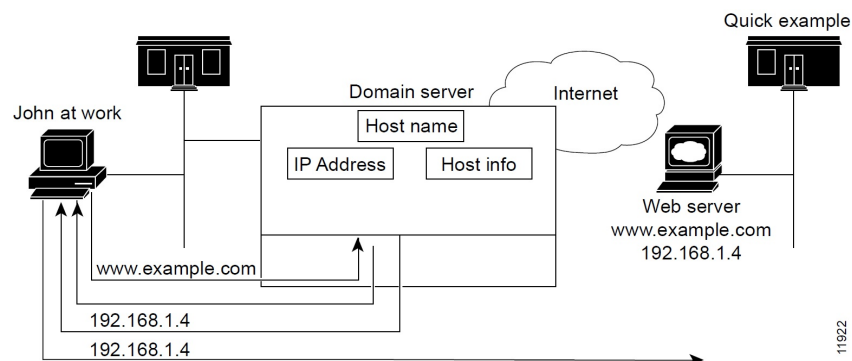 Quick example
John at work
Domain server
Internet
Host name
IP Address
Host info
Web server
www.example.com
192.168.1.4
www.example.com
192.168.1.4
192.168.1.4
11922